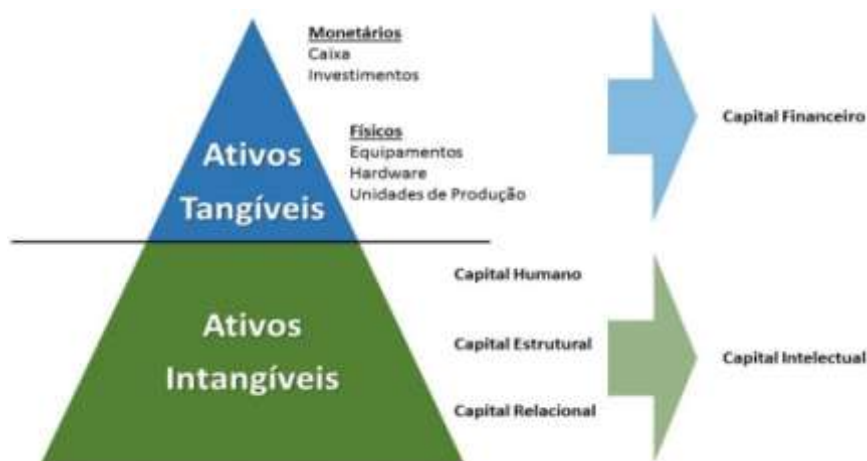 Monetários
Caixa
Investimentos
Capital Financeiro
Físicos
Equipamentos
Hardware
Unidades de Produção
Ativos
Tangíveis
Capital Humano
Ativos
Intangíveis
Capital Estrutural
Capital Intelectual
Capital Relacional